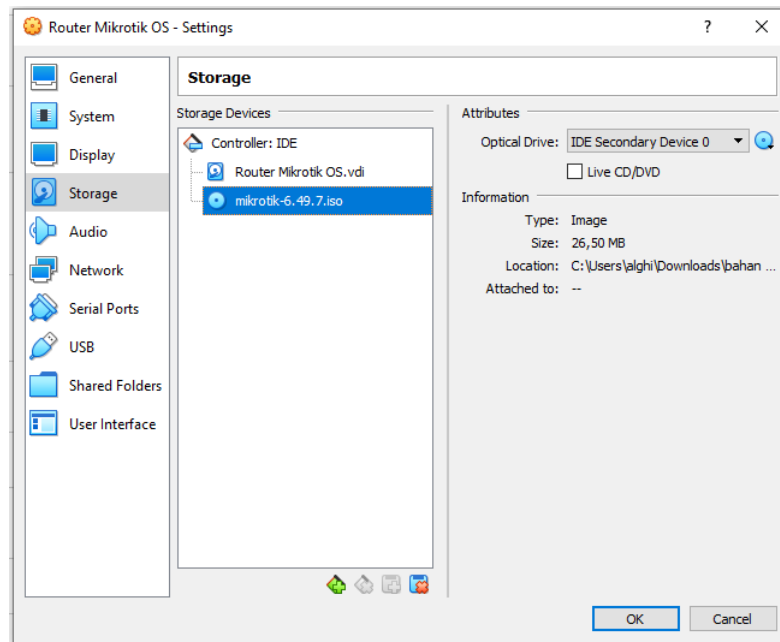 Router Mikrotik OS - Settings
?
General
System
Display
Storage
Audio
Network
Serial Ports
USB
Shared Folders
User Interface
Storage
Storage Devices
Controller: IDE
Router Mikrotik OS.vdi
mikrotik-6.49.7.iso
Attributes
Optical Drive: IDE Secondary Device 0
Live CD/DVD
Information
Type: Image
Size: 26,50 MB
Location: C:\Users\alghi\Downloads\bahan ...
Attached to: --
OK Cancel